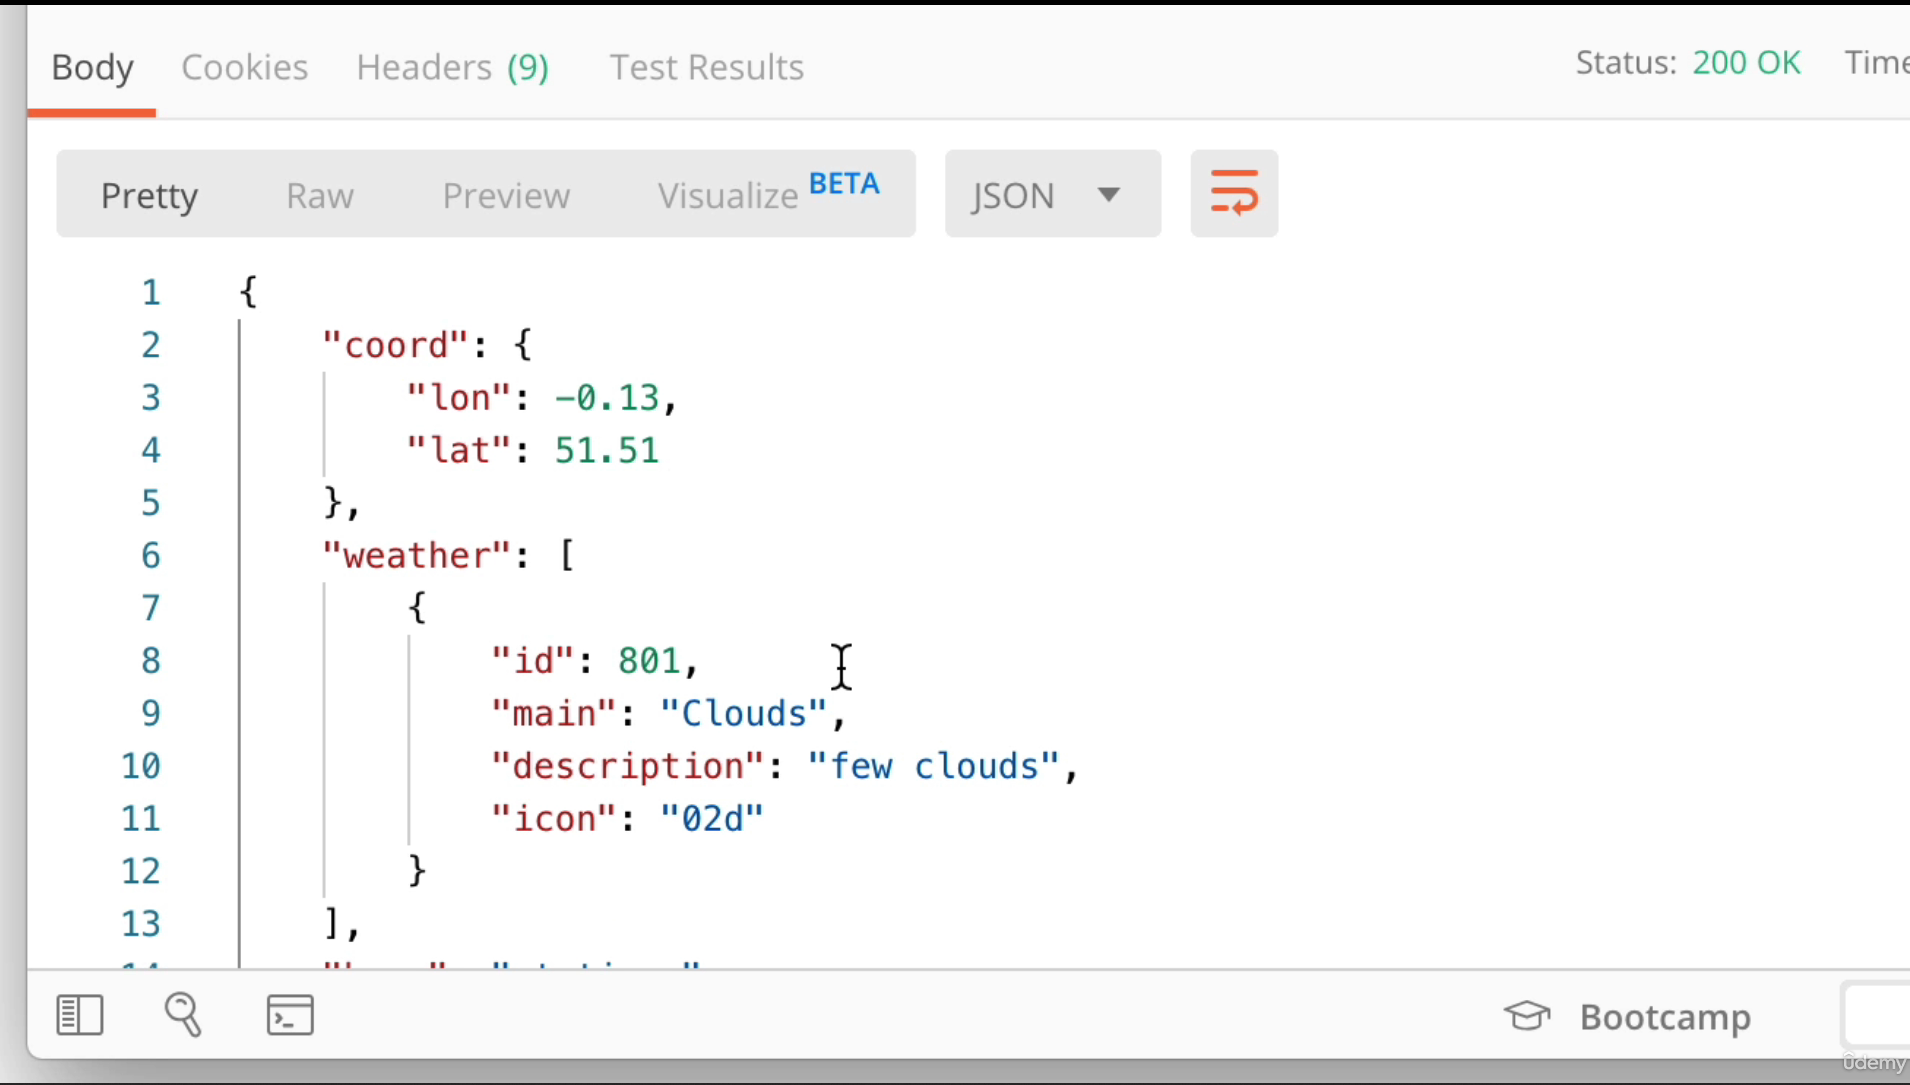 Body Cookies Headers (9) Test Results Status: 200 OK Time
Pretty Raw Preview Visualize BETA JSON
1 {
2 "coord": {
3 "lon": -0.13,
4 "lat": 51.51
5 },
6 "weather": [
7 {
8 "id": 801,
9 "main": "Clouds",
10 "description": "few clouds",
11 "icon": "02d"
12 }
13 ],
Bootcamp
ûdemy